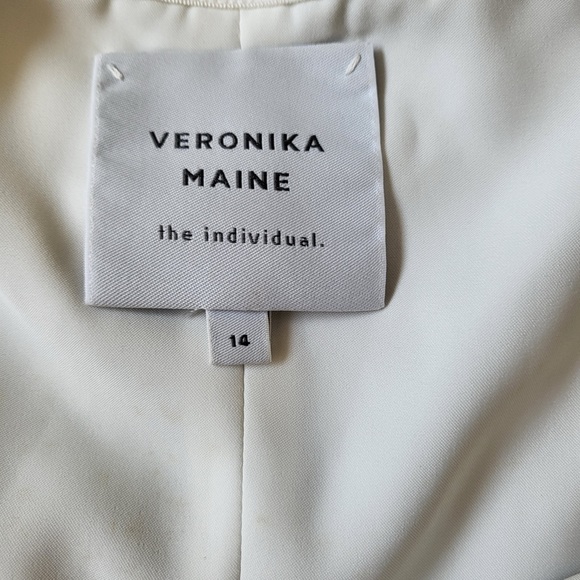 VERONIKA
MAINE
the individual.
14